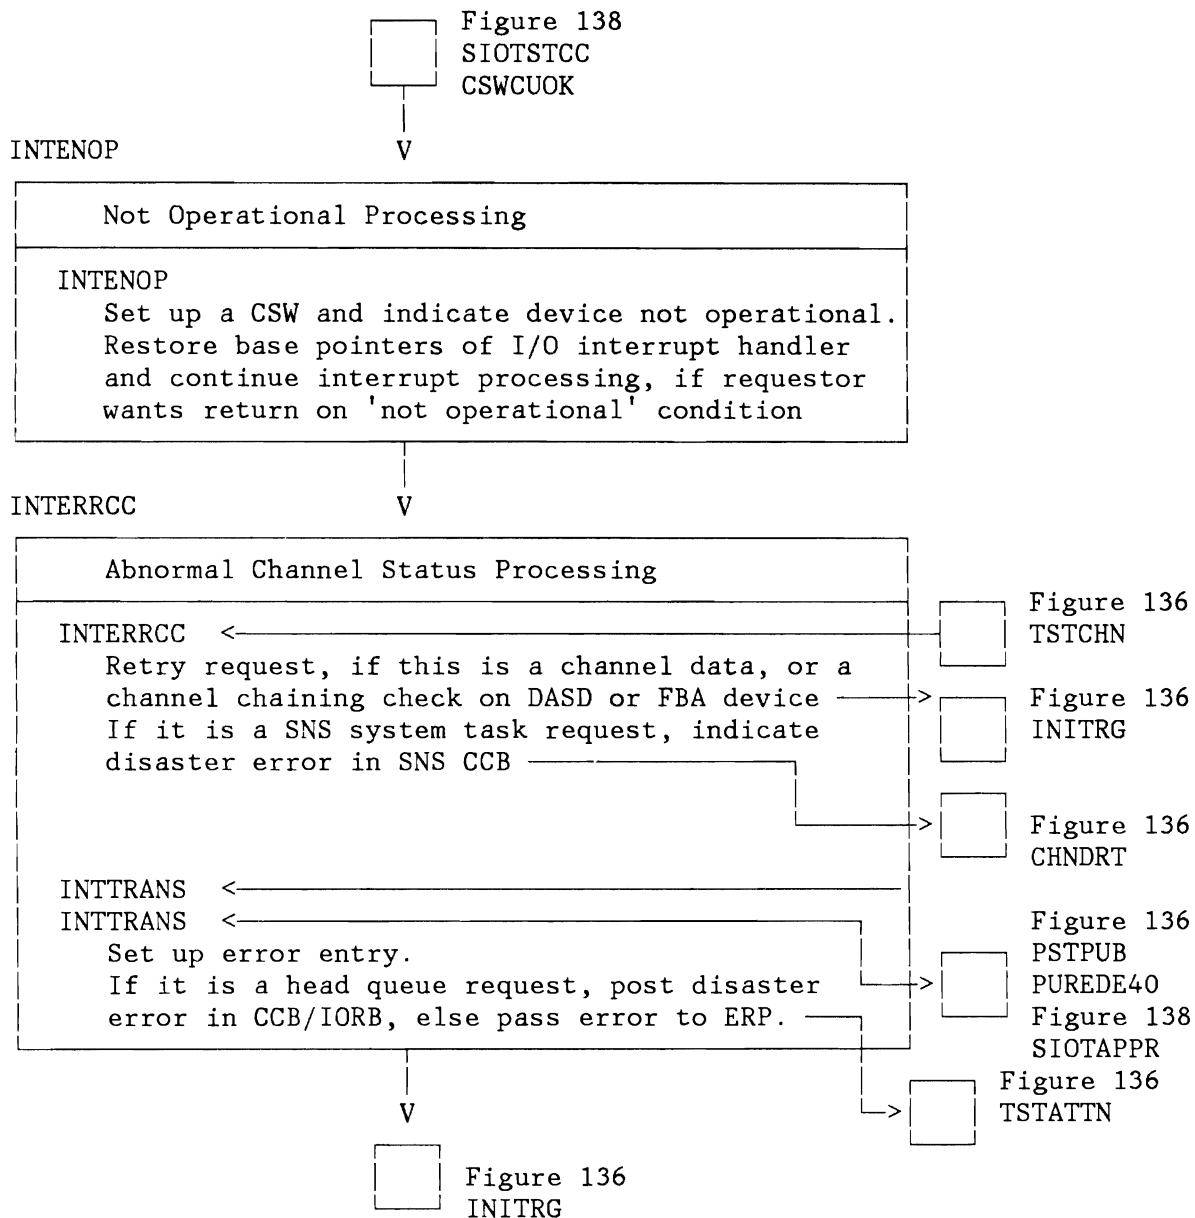 Figure 138
SIOTSTCC
CSWCUOK
INTENOP
V
Not Operational Processing
INTENOP
Set up a CSW and indicate device not operational.
Restore base pointers of I/O interrupt handler
and continue interrupt processing, if requestor
wants return on 'not operational' condition
INTERRCC
V
Abnormal Channel Status Processing
INTERRCC <
Figure 136
TSTCHN
Retry request, if this is a channel data, or a
channel chaining check on DASD or FBA device >
Figure 136
INITRG
If it is a SNS system task request, indicate
disaster error in SNS CCB >
Figure 136
CHNDRT
INTTRANS <
INTTRANS <
Figure 136
PSTPUB
PUREDE40
Figure 138
SIOTAPPR
Set up error entry.
If it is a head queue request, post disaster >
error in CCB/IORB, else pass error to ERP.
Figure 136
TSTATTN
>
V
Figure 136
INITRG